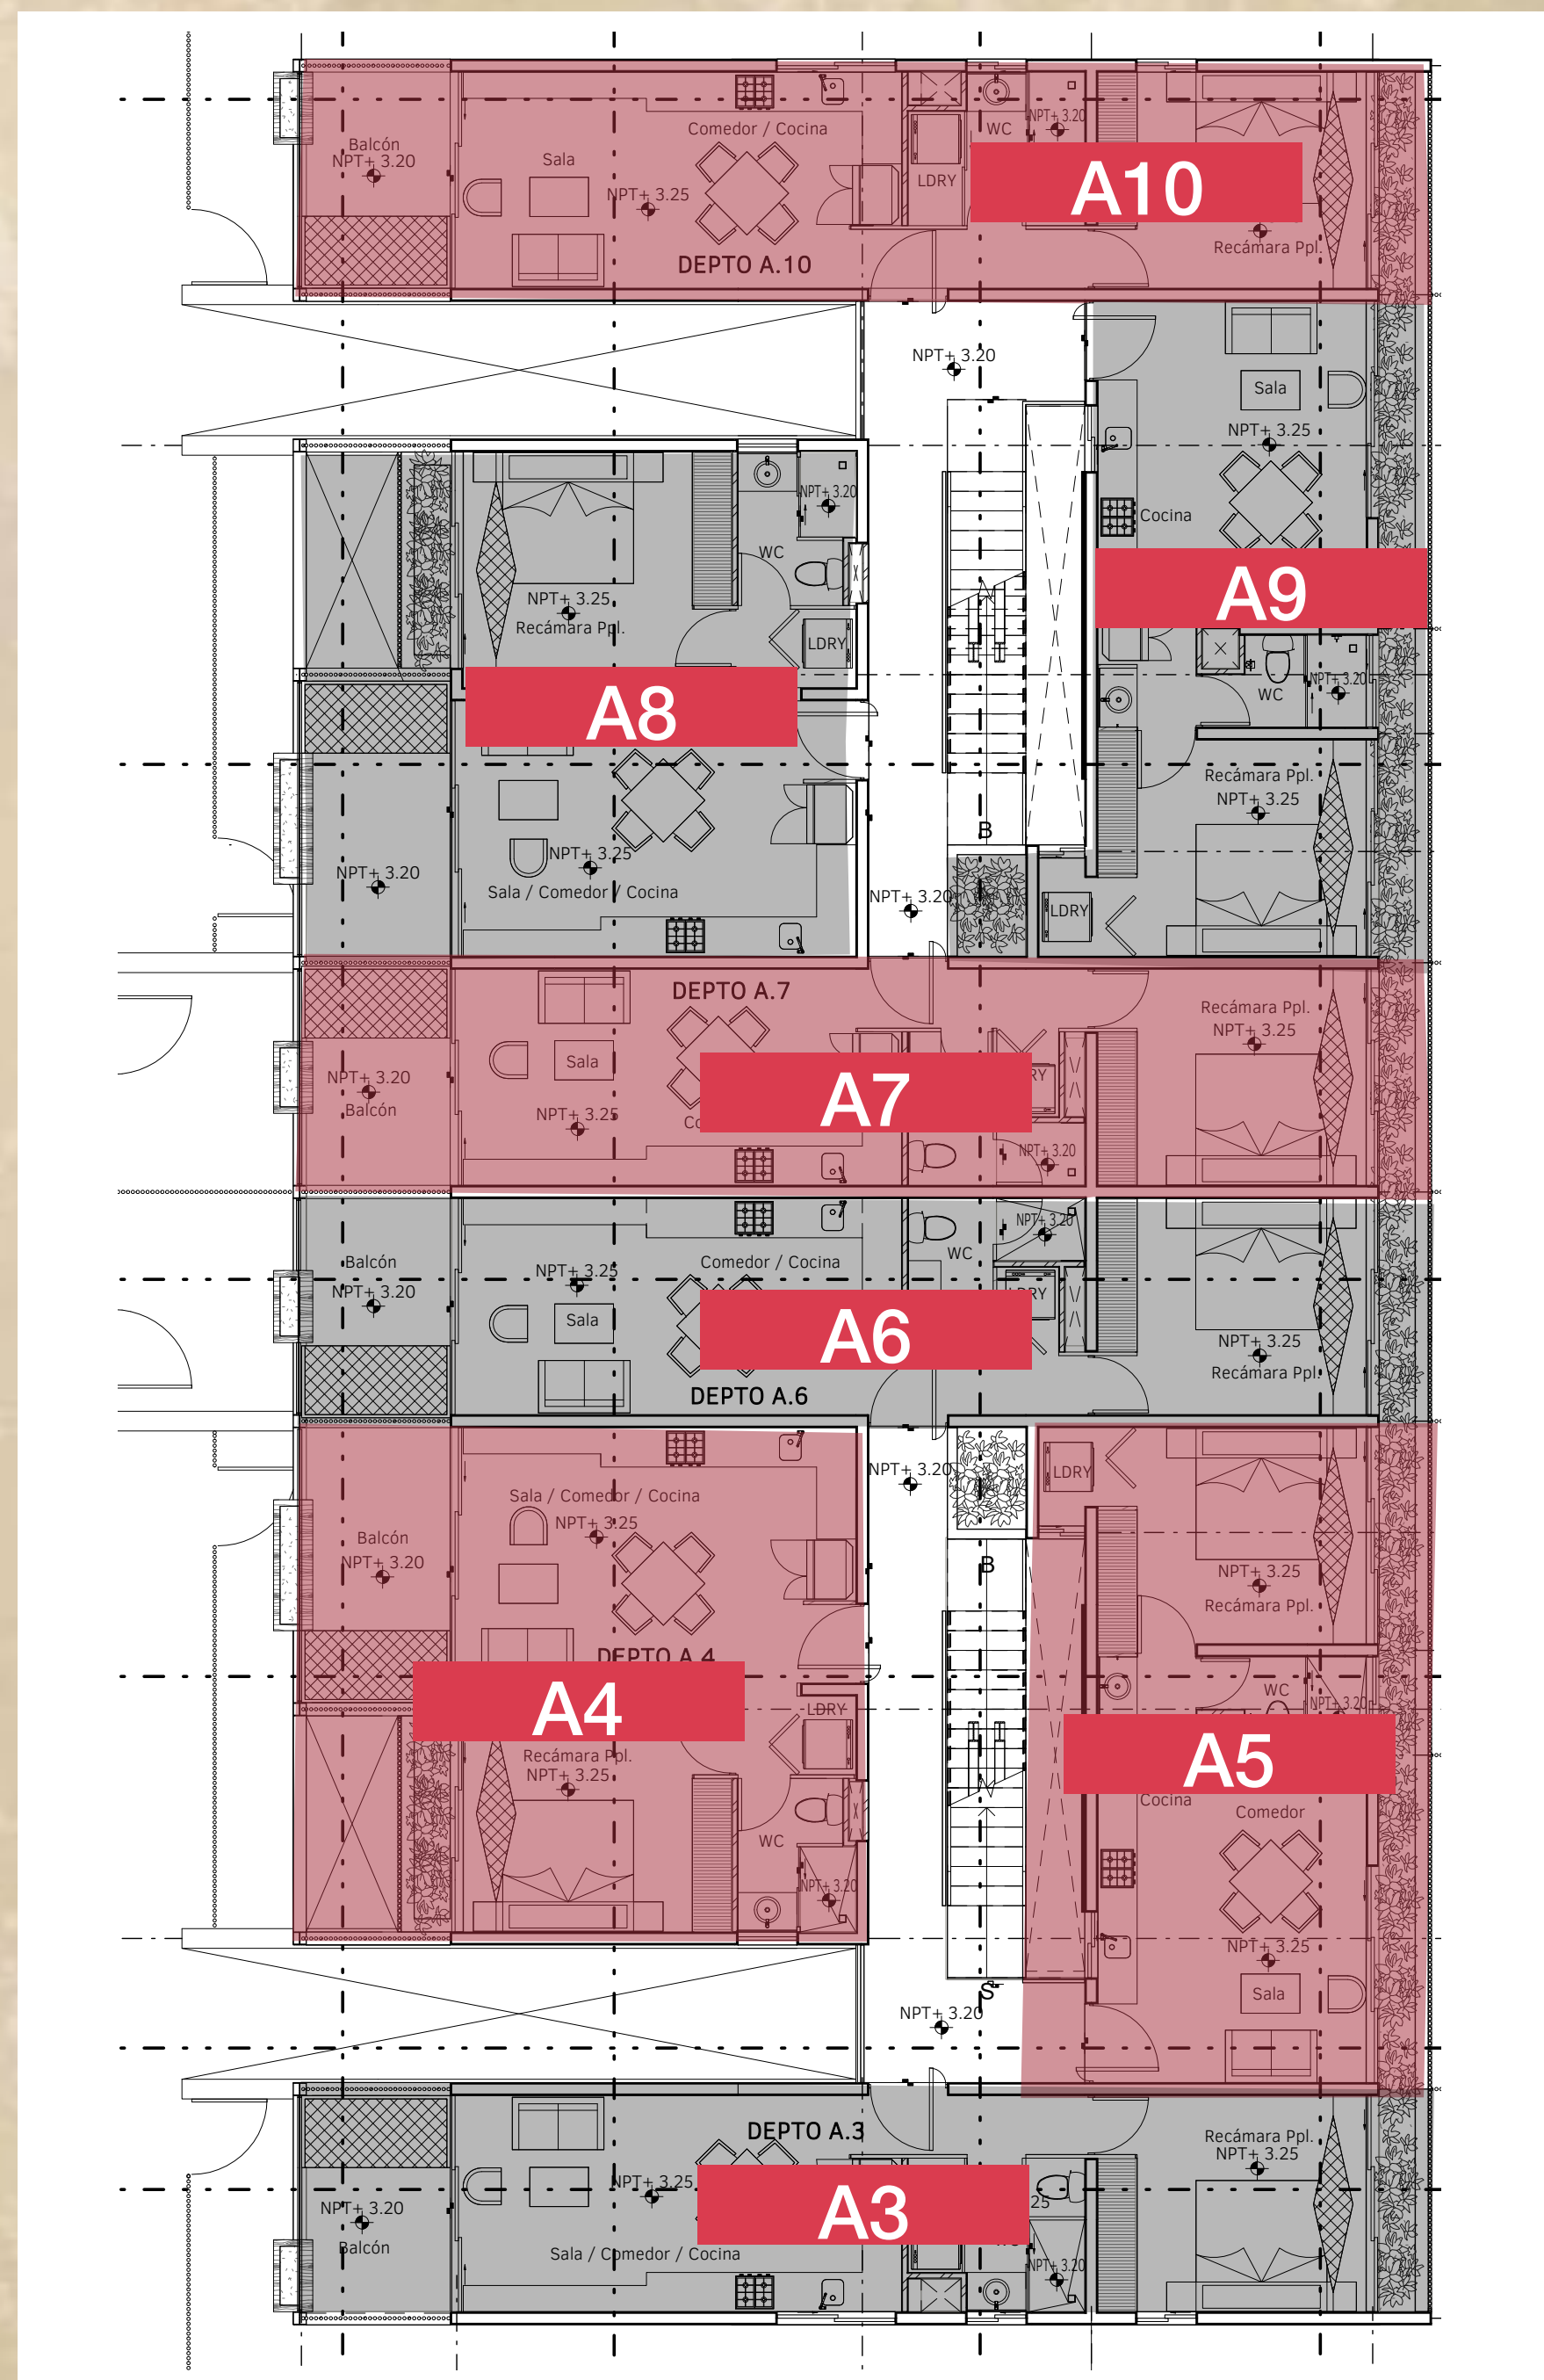 Balcón
NPT+ 3.20
Sala
NPT+ 3.25
Comedor / Cocina
DEPTO A.10
LDRY
WC
NPT+ 3.20
A10
Recámara Ppl.
NPT+ 3.20
Sala
NPT+ 3.25
Cocina
A9
WC
NPT+ 3.20
Recámara Ppl.
NPT+ 3.25
LDRY
NPT+ 3.20
WC
NPT+ 3.25
Recámara Ppl.
LDRY
A8
NPT+ 3.20
NPT+ 3.25
Sala / Comedor / Cocina
B
NPT+ 3.20
DEPTO A.7
Recámara Ppl.
NPT+ 3.25
NPT+ 3.20
Balcón
Sala
NPT+ 3.25
A7
NPT+ 3.20
Balcón
NPT+ 3.20
NPT+ 3.25
Sala
Comedor / Cocina
WC
NPT+ 3.20
A6
DEPTO A.6
NPT+ 3.25
Recámara Ppl.
Sala / Comedor / Cocina
NPT+ 3.25
Balcón
NPT+ 3.20
NPT+ 3.20
LDRY
B
NPT+ 3.25
Recámara Ppl.
DEPTO A.4
A4
LDRY
Recámara Ppl.
NPT+ 3.25
WC
NPT+ 3.20
WC
NPT+ 3.20
A5
Cocina
Comedor
NPT+ 3.25
Sala
S
NPT+ 3.20
DEPTO A.3
NPT+ 3.25
A3
NPT+ 3.20
Balcón
Sala / Comedor / Cocina
NPT+ 3.20
Recámara Ppl.
NPT+ 3.25